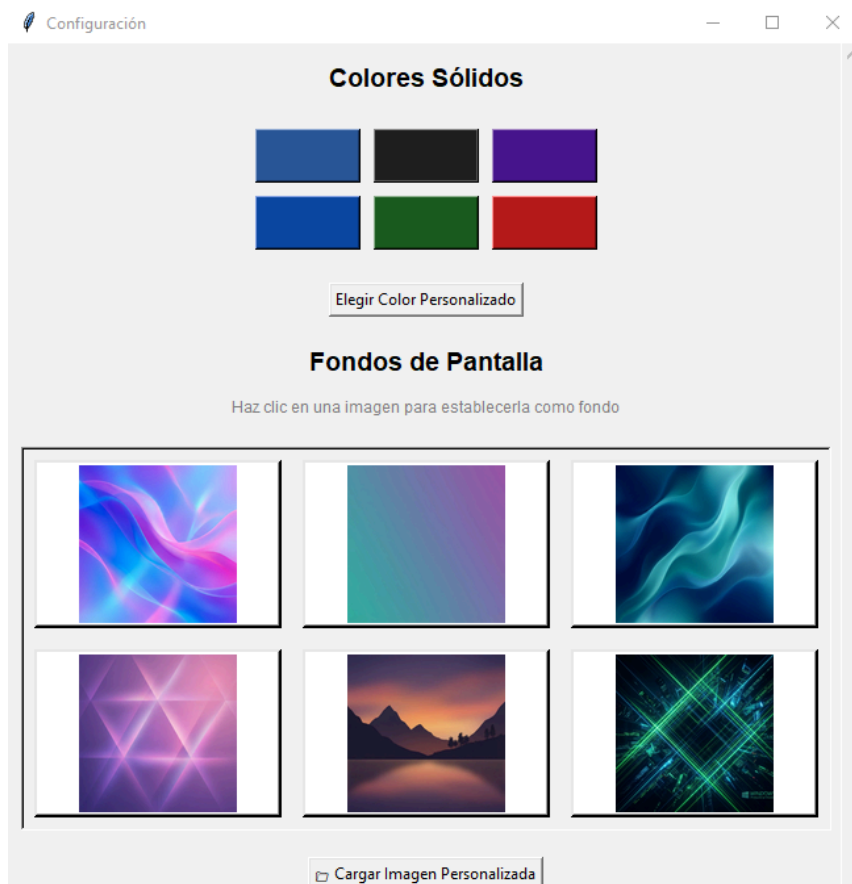 Configuración
Colores Sólidos
Elegir Color Personalizado
Fondos de Pantalla
Haz clic en una imagen para establecerla como fondo
Cargar Imagen Personalizada